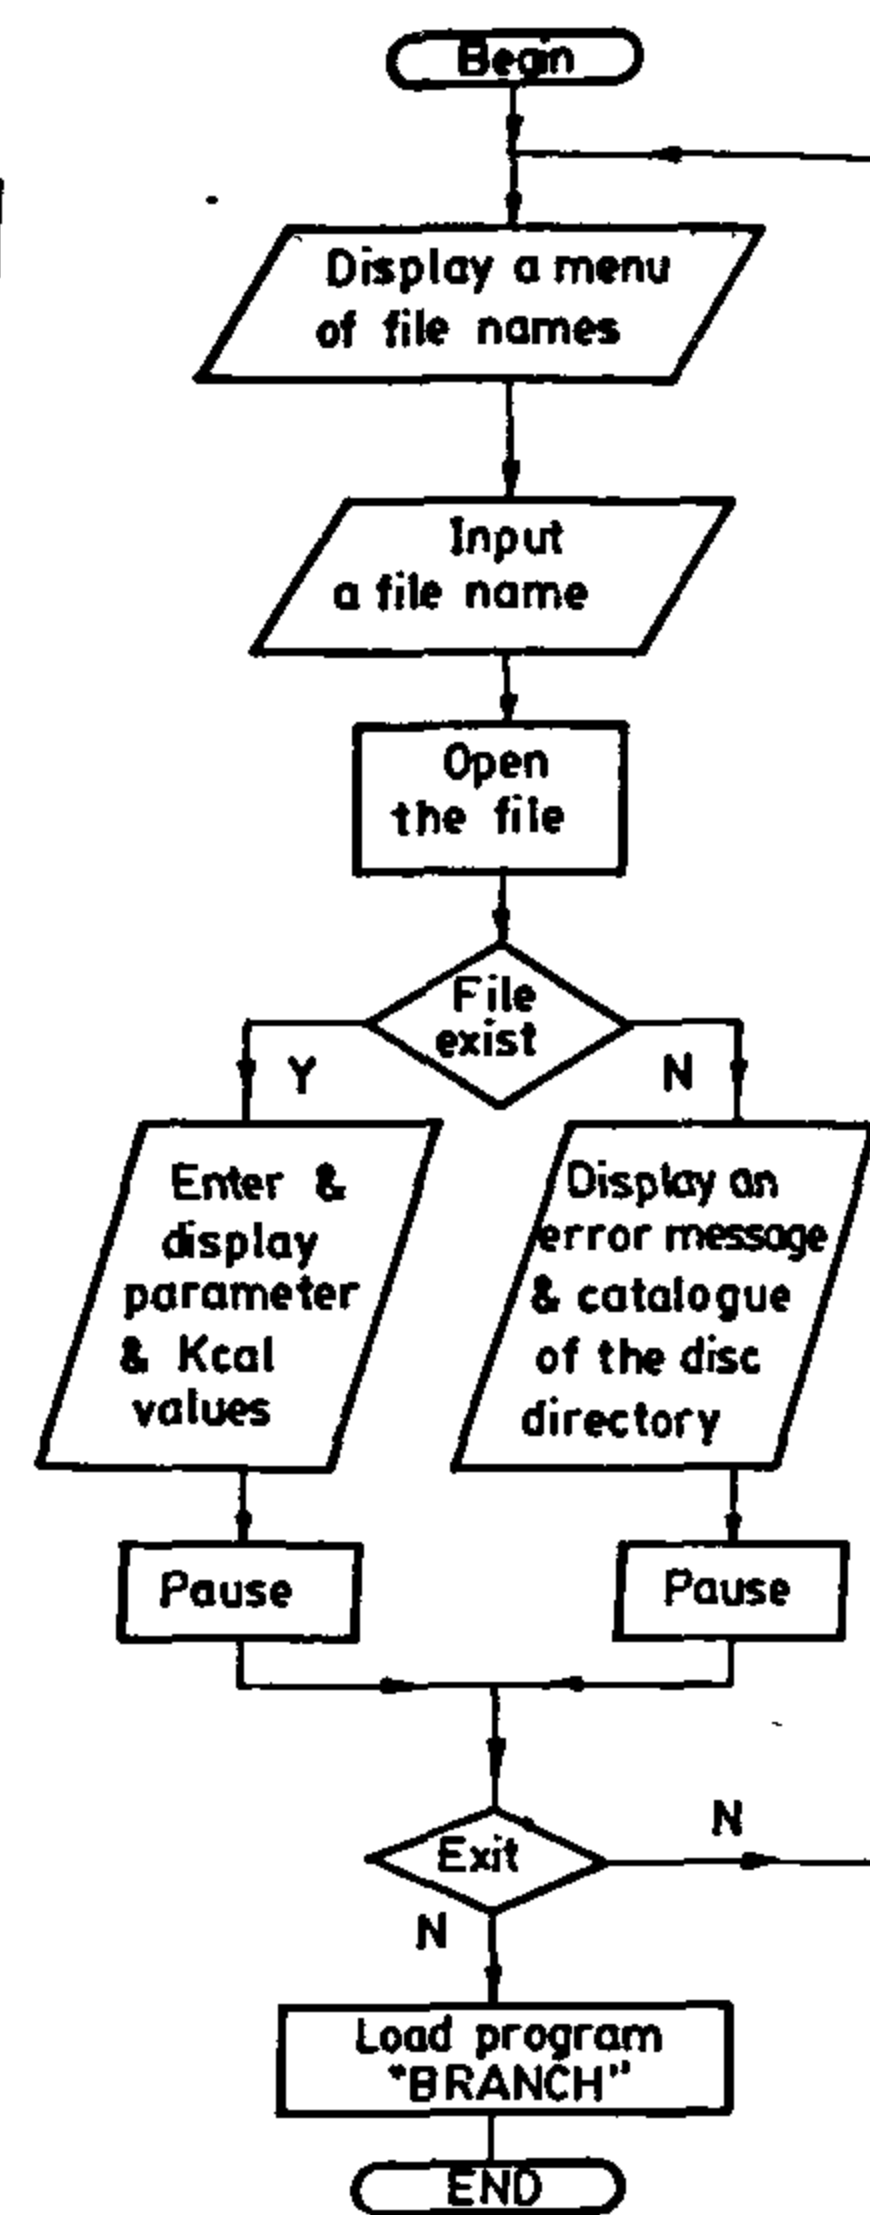 Begin
Display a menu
of file names
Input
a file name
Open
the file
File
exist
Y
N
Enter &
display
parameter
& Kcal
values
Display an
error message
& catalogue
of the disc
directory
Pause
Pause
Exit
N
N
Load program
"BRANCH"
END